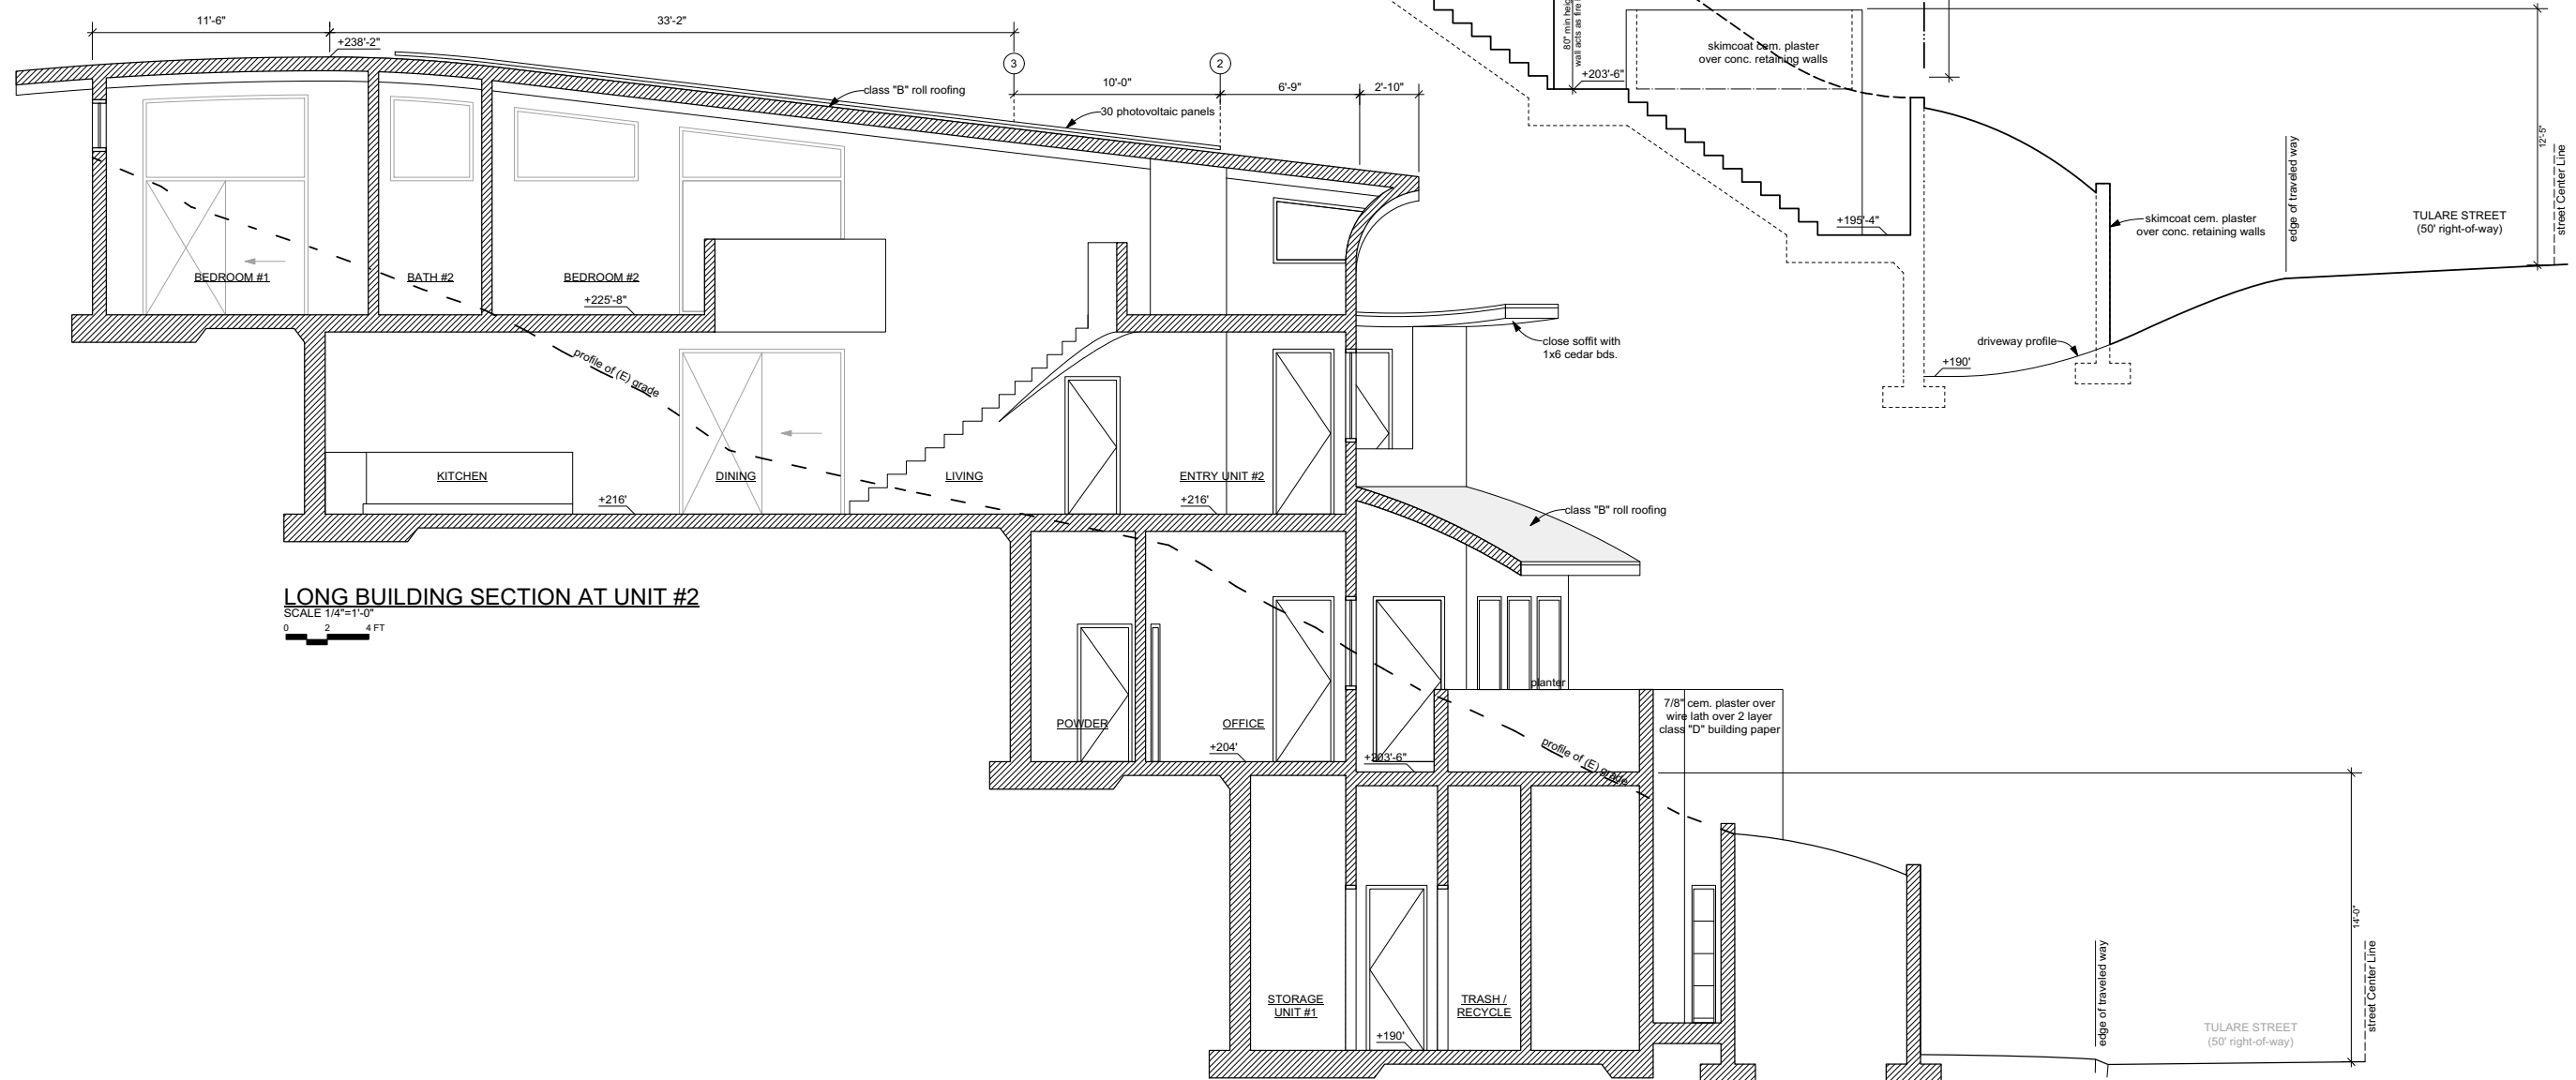 11'-6"
33'-2"
+238'-2"
3
2
10'-0"
6'-9"
2'-10"
class "B" roll roofing
30 photovoltaic panels
80" min
wall acts as fire
skimcoat cem. plaster
over conc. retaining walls
+203'-6"
12'-5"
street Center Line
edge of traveled way
TULARE STREET
(50' right-of-way)
+195'-4"
skimcoat cem. plaster
over conc. retaining walls
driveway profile
+190'
BEDROOM #1
BATH #2
BEDROOM #2
+225'-8"
close soffit with
1x6 cedar bds.
profile of (E) grade
KITCHEN
DINING
LIVING
ENTRY UNIT #2
+216'
+216'
class "B" roll roofing
LONG BUILDING SECTION AT UNIT #2
SCALE 1/4"=1'-0"
0 2 4 FT
planter
POWDER
OFFICE
+204'
+203'-6"
7/8" cem. plaster over
wire lath over 2 layer
class "D" building paper
profile of (E) grade
14'-0"
STORAGE
UNIT #1
TRASH /
RECYCLE
+190'
edge of traveled way
street Center Line
TULARE STREET
(50' right-of-way)